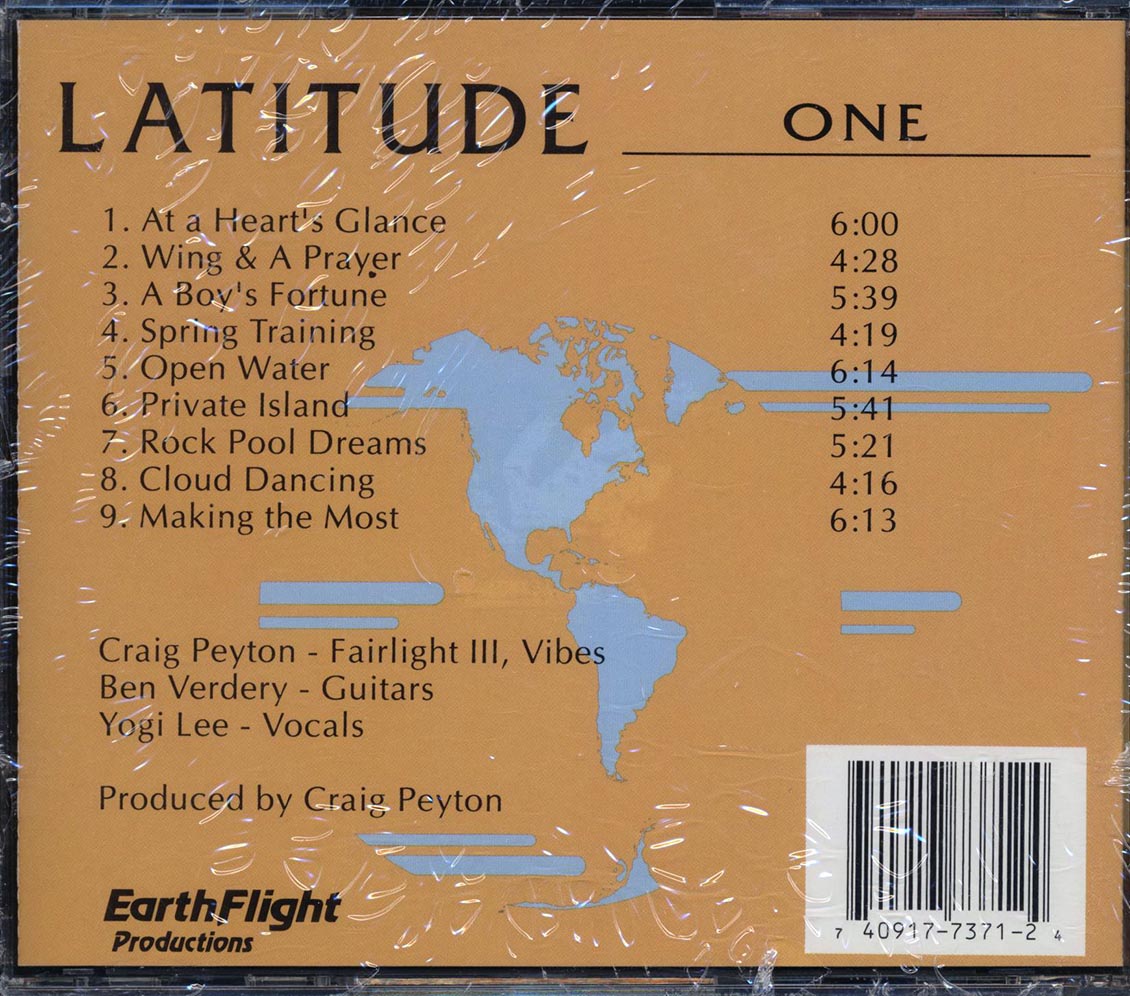 LATITUDE ONE
1. At a Heart's Glance 6:00
2. Wing & A Prayer 4:28
3. A Boy's Fortune 5:39
4. Spring Training 4:19
5. Open Water 6:14
6. Private Island 5:41
7. Rock Pool Dreams 5:21
8. Cloud Dancing 4:16
9. Making the Most 6:13
Craig Peyton - Fairlight III, Vibes
Ben Verdery - Guitars
Yogi Lee - Vocals
Produced by Craig Peyton
EarthFlight
Productions
7 40917-7371-2 4